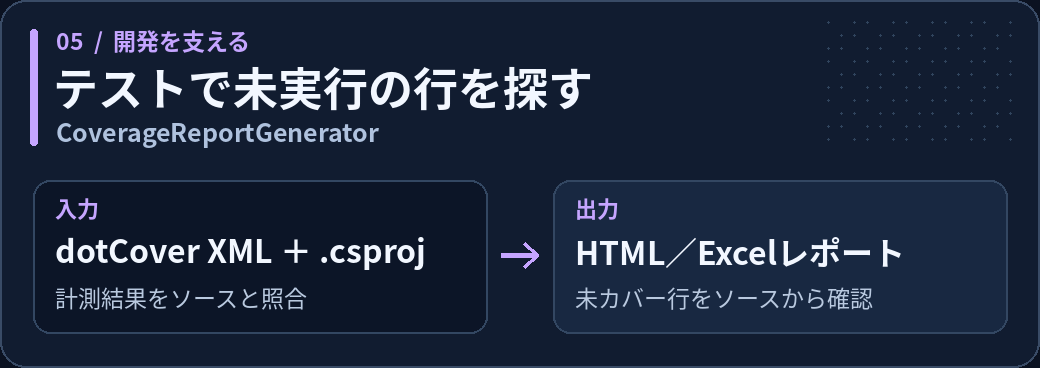 05 / 開発を支える
テストで未実行の行を探す
CoverageReportGenerator
入力
dotCover XML ＋ .csproj
計測結果をソースと照合
出力
HTML／Excelレポート
未カバー行をソースから確認